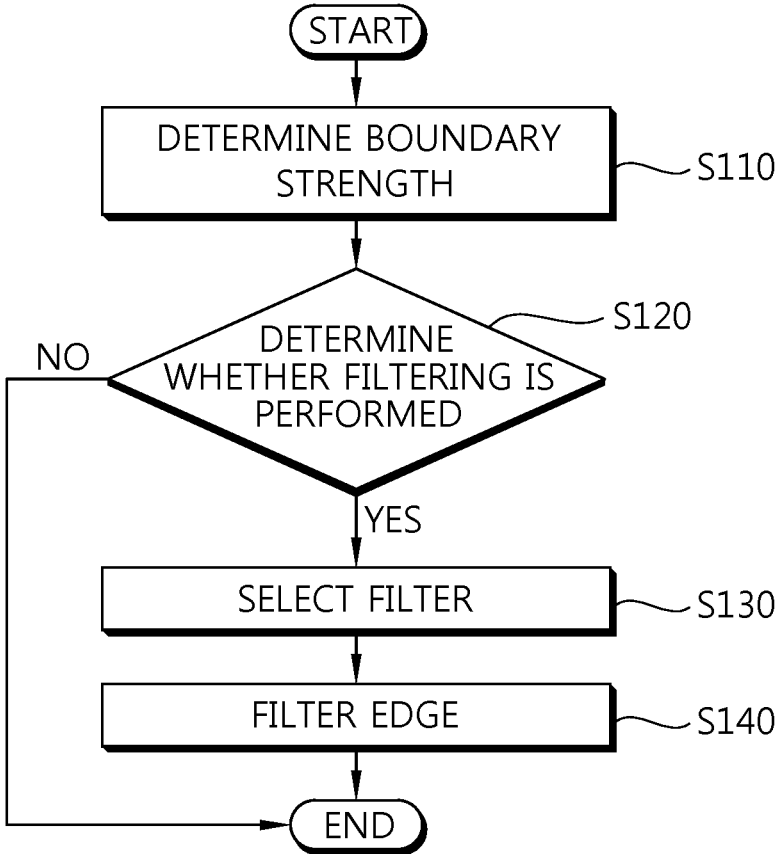 START
DETERMINE BOUNDARY
STRENGTH
S110
S120
DETERMINE
WHETHER FILTERING IS
PERFORMED
NO
YES
SELECT FILTER
S130
FILTER EDGE
S140
END